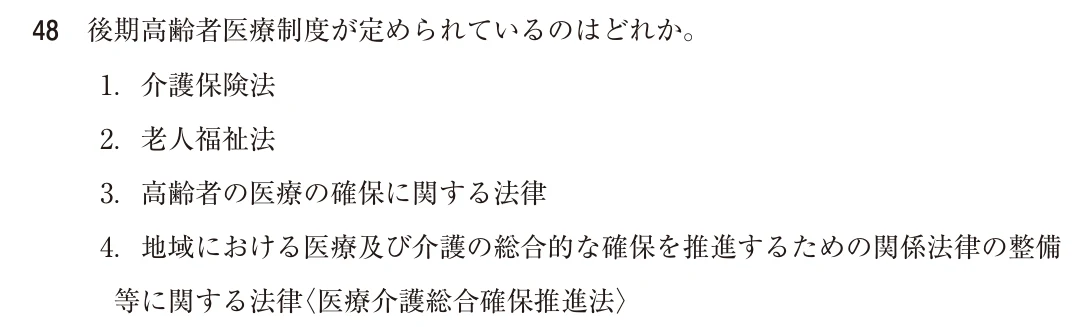 48 後期高齢者医療制度が定められているのはどれか。
1. 介護保険法
2. 老人福祉法
3. 高齢者の医療の確保に関する法律
4. 地域における医療及び介護の総合的な確保を推進するための関係法律の整備
等に関する法律〈医療介護総合確保推進法〉